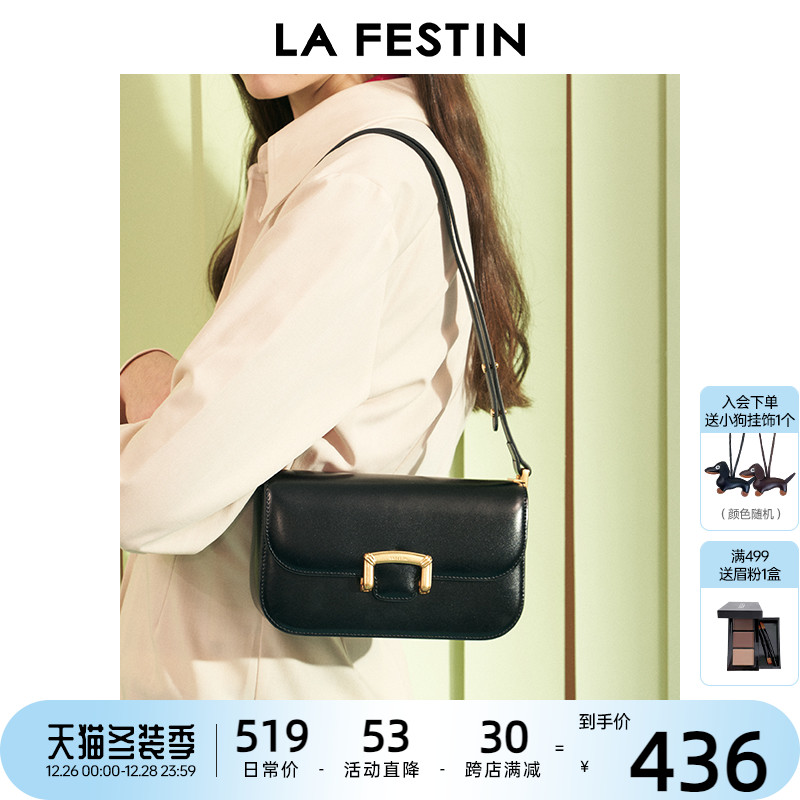 LA FESTIN
入会下单
送小狗挂饰1个
（颜色随机）
满499
送眉粉1盒
天猫冬装季
12.26 00:00-12.28 23:59
519
日常价
-
53
活动直降
-
30
跨店满减
=
到手价
¥
436